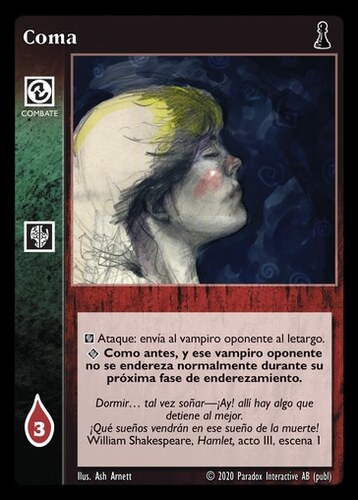 Coma
COMBATE
Ataque: envía al vampiro oponente al letargo.
Como antes, y ese vampiro oponente
no se endereza normalmente durante su
próxima fase de enderezamiento.
Dormir... tal vez soñar—¡Ay! allí hay algo que
detiene al mejor.
¿Qué sueños vendrán en ese sueño de la muerte!
William Shakespeare, Hamlet, acto III, escena 1
3
Illus. Ash Arnett
© 2020 Paradox Interactive AB (publ)